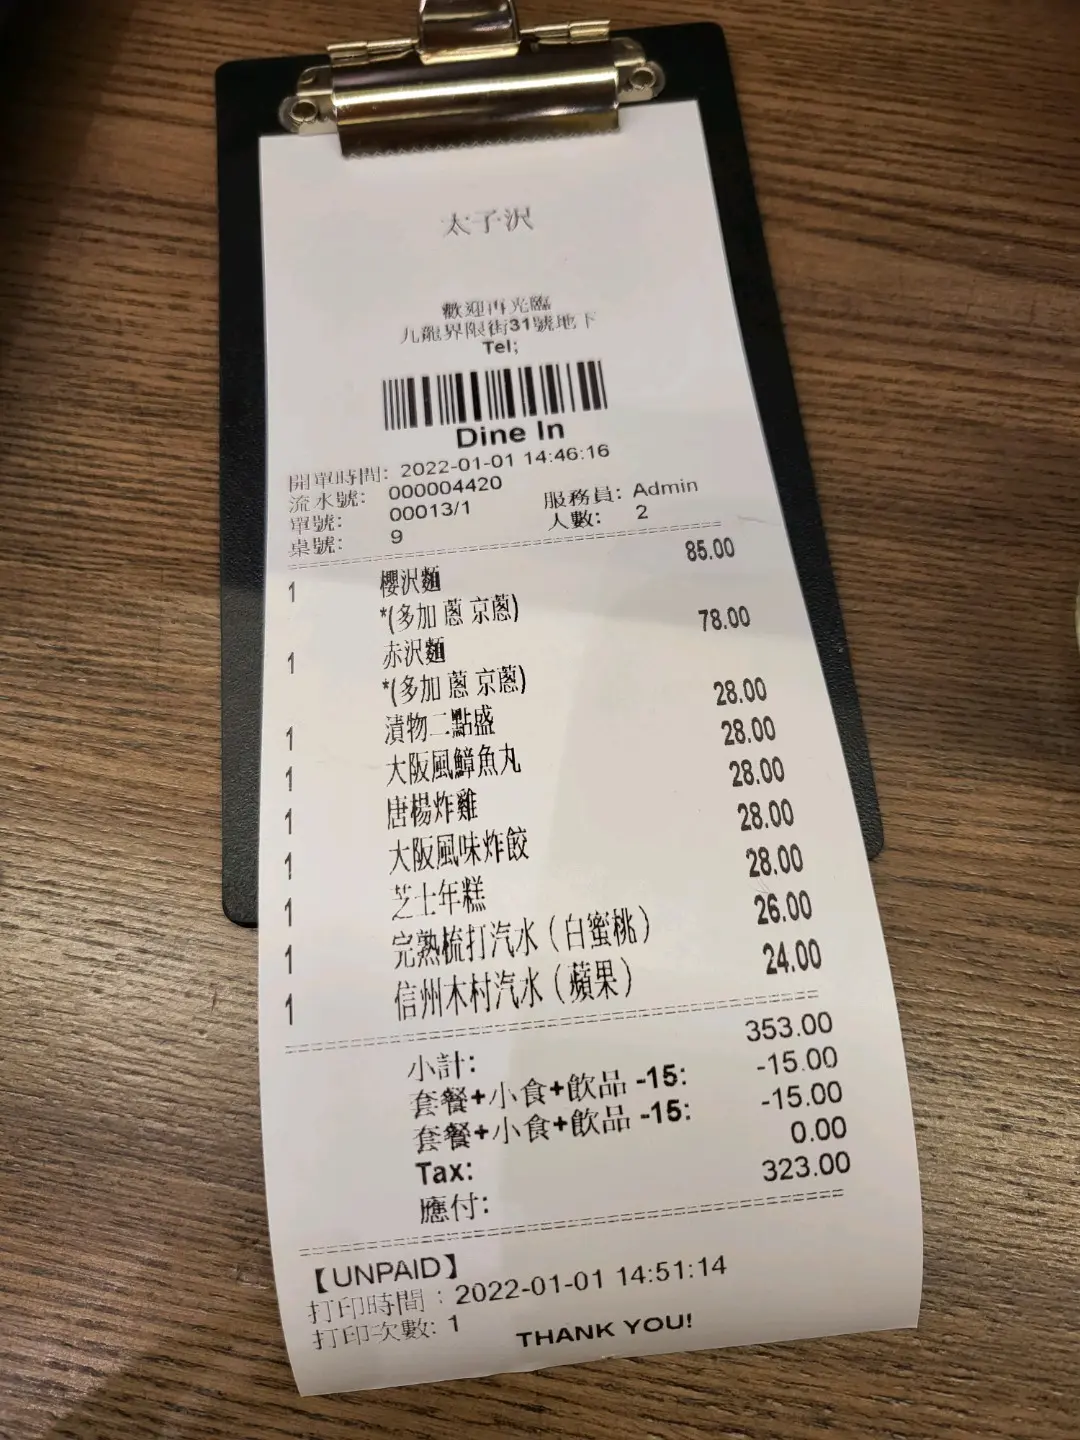 太子沢
歡迎再光臨
九龍界限街31號地下
Tel;
Dine In
開單時間: 2022-01-01 14:46:16
流水號: 000004420
單號: 00013/1 服務員: Admin
桌號: 9 人數: 2
1 櫻沢麵 85.00
*(多加 蔥 京蔥)
1 赤沢麵 78.00
*(多加 蔥 京蔥)
1 漬物二點盛 28.00
1 大阪風鱆魚丸 28.00
1 唐楊炸雞 28.00
1 大阪風味炸餃 28.00
1 芝士年糕 28.00
1 完熟梳打汽水（白蜜桃） 26.00
1 信州木村汽水（蘋果） 24.00
小計: 353.00
套餐+小食+飲品 -15: -15.00
套餐+小食+飲品 -15: -15.00
Tax: 0.00
應付: 323.00
【UNPAID】
打印時間：2022-01-01 14:51:14
打印次數: 1
THANK YOU!